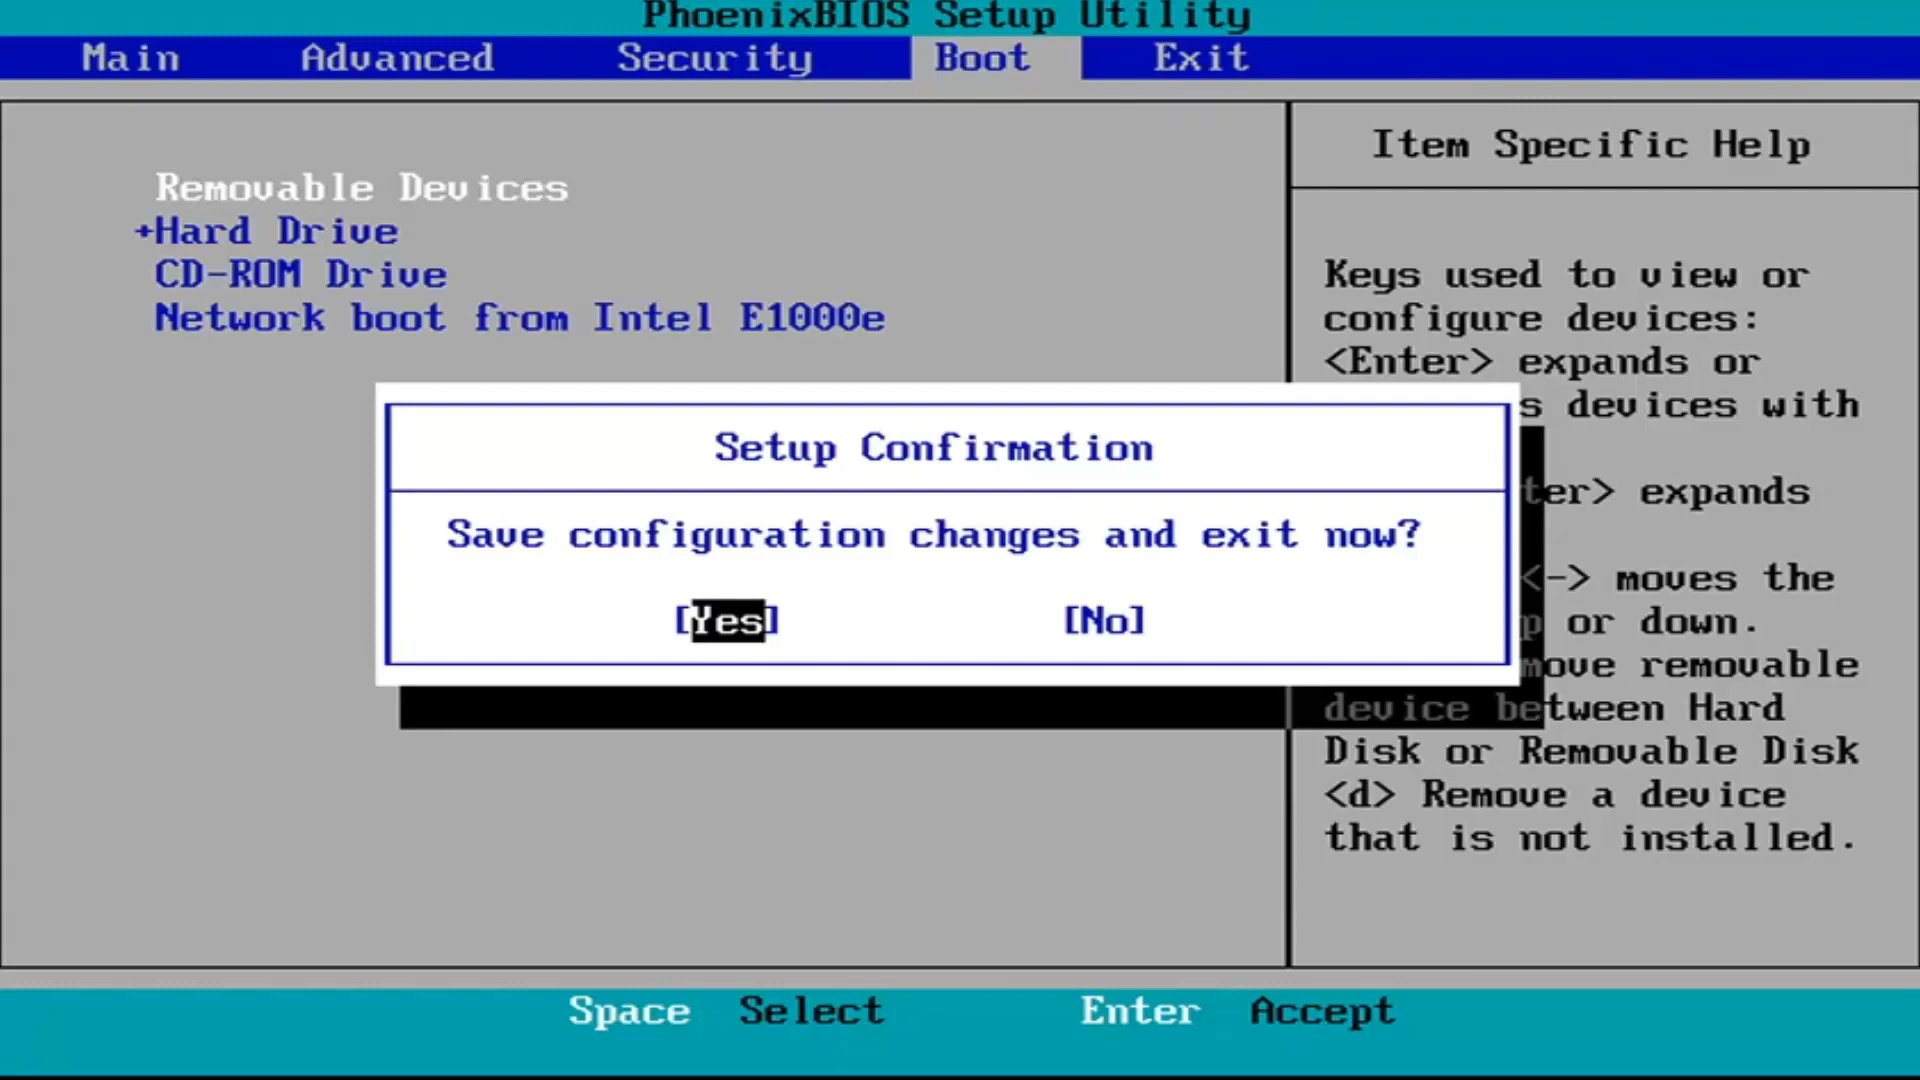 PhoenixBIOS Setup Utility
Main Advanced Security Boot Exit
Removable Devices
+Hard Drive
CD-ROM Drive
Network boot from Intel E1000e
Setup Confirmation
Save configuration changes and exit now?
[Yes] [No]
Item Specific Help
Keys used to view or
configure devices:
<Enter> expands or
devices with
expands
<-> moves the
or down.
move removable
device between Hard
Disk or Removable Disk
<d> Remove a device
that is not installed.
Space Select Enter Accept